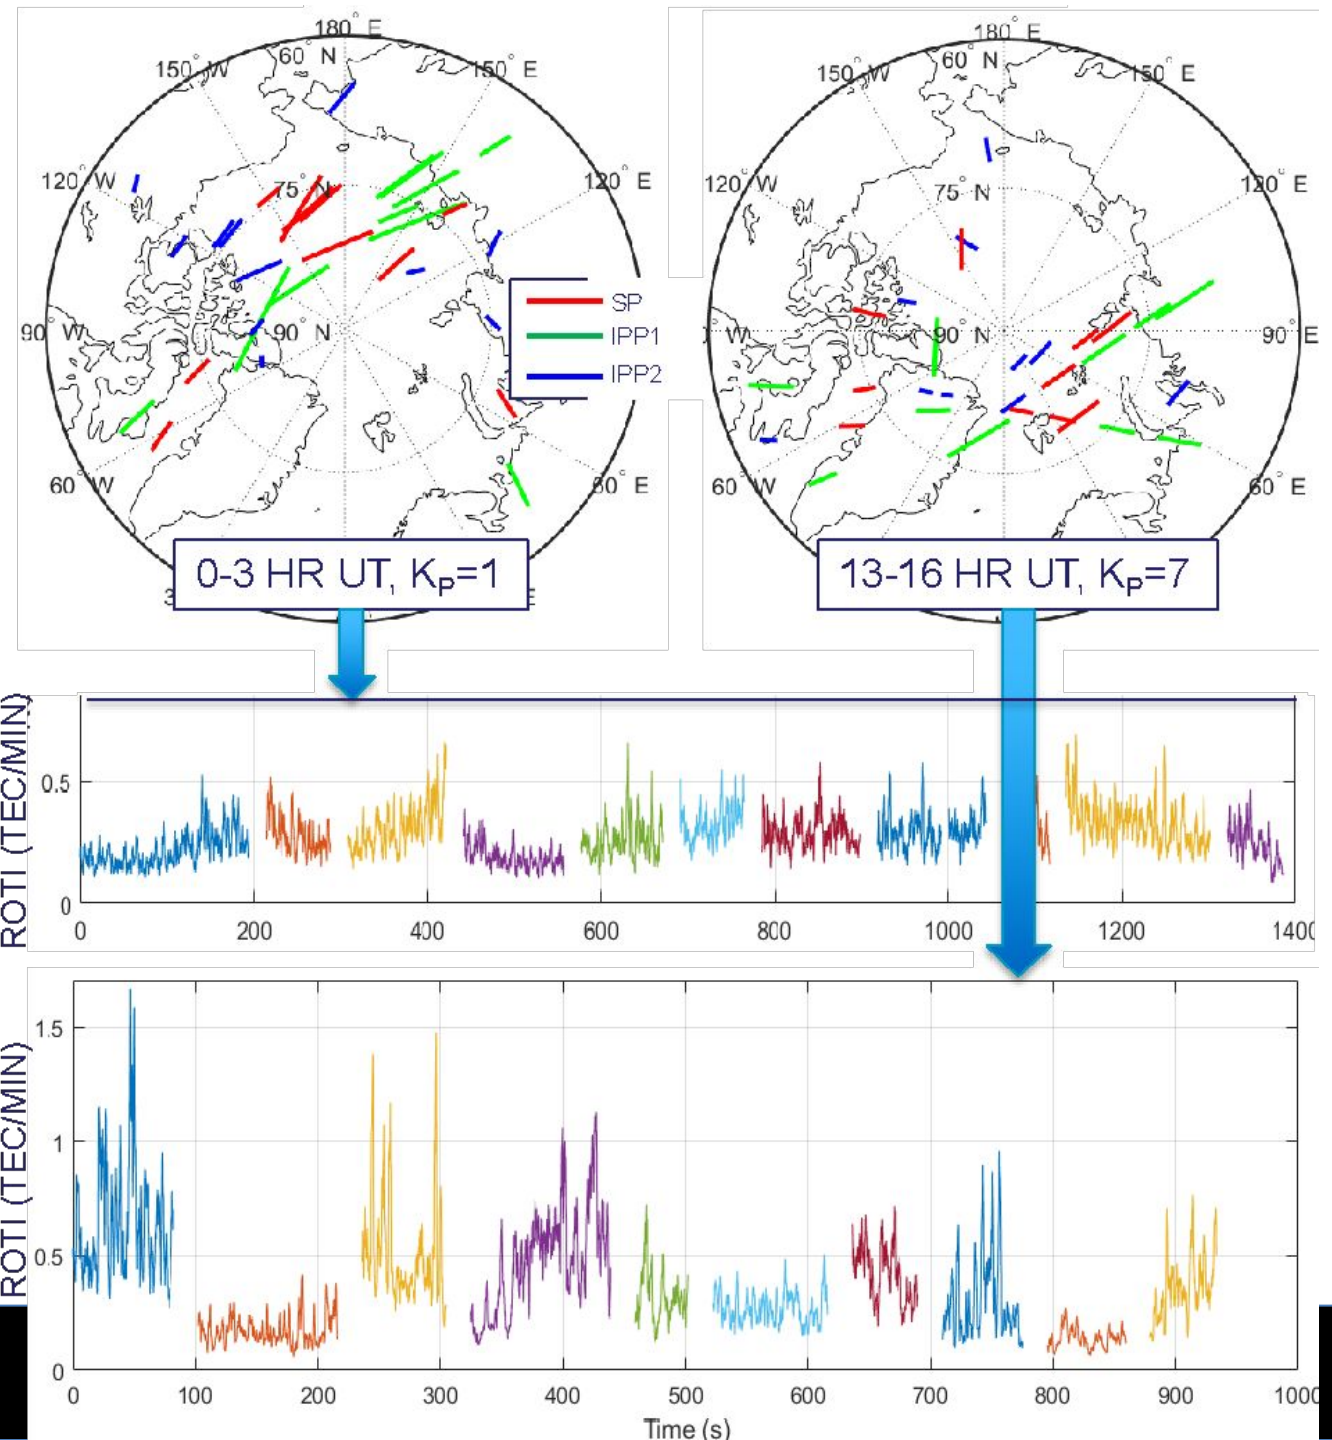 180° E
60° N
150° W
150° E
120° W
75° N
120° E
90° W
90° N
60° W
60° E
180° E
60° N
150° W
150° E
120° W
75° N
120° E
W
90° N
90° E
60° W
60° E
SP
IPP1
IPP2
0-3 HR UT, KP=1
13-16 HR UT, KP=7
3
E
ROTI (TEC/MIN)
0.5
0
0 200 400 600 800 1000 1200 1400
ROTI (TEC/MIN)
1.5
1
0.5
0
0 100 200 300 400 500 600 700 800 900 1000
Time (s)